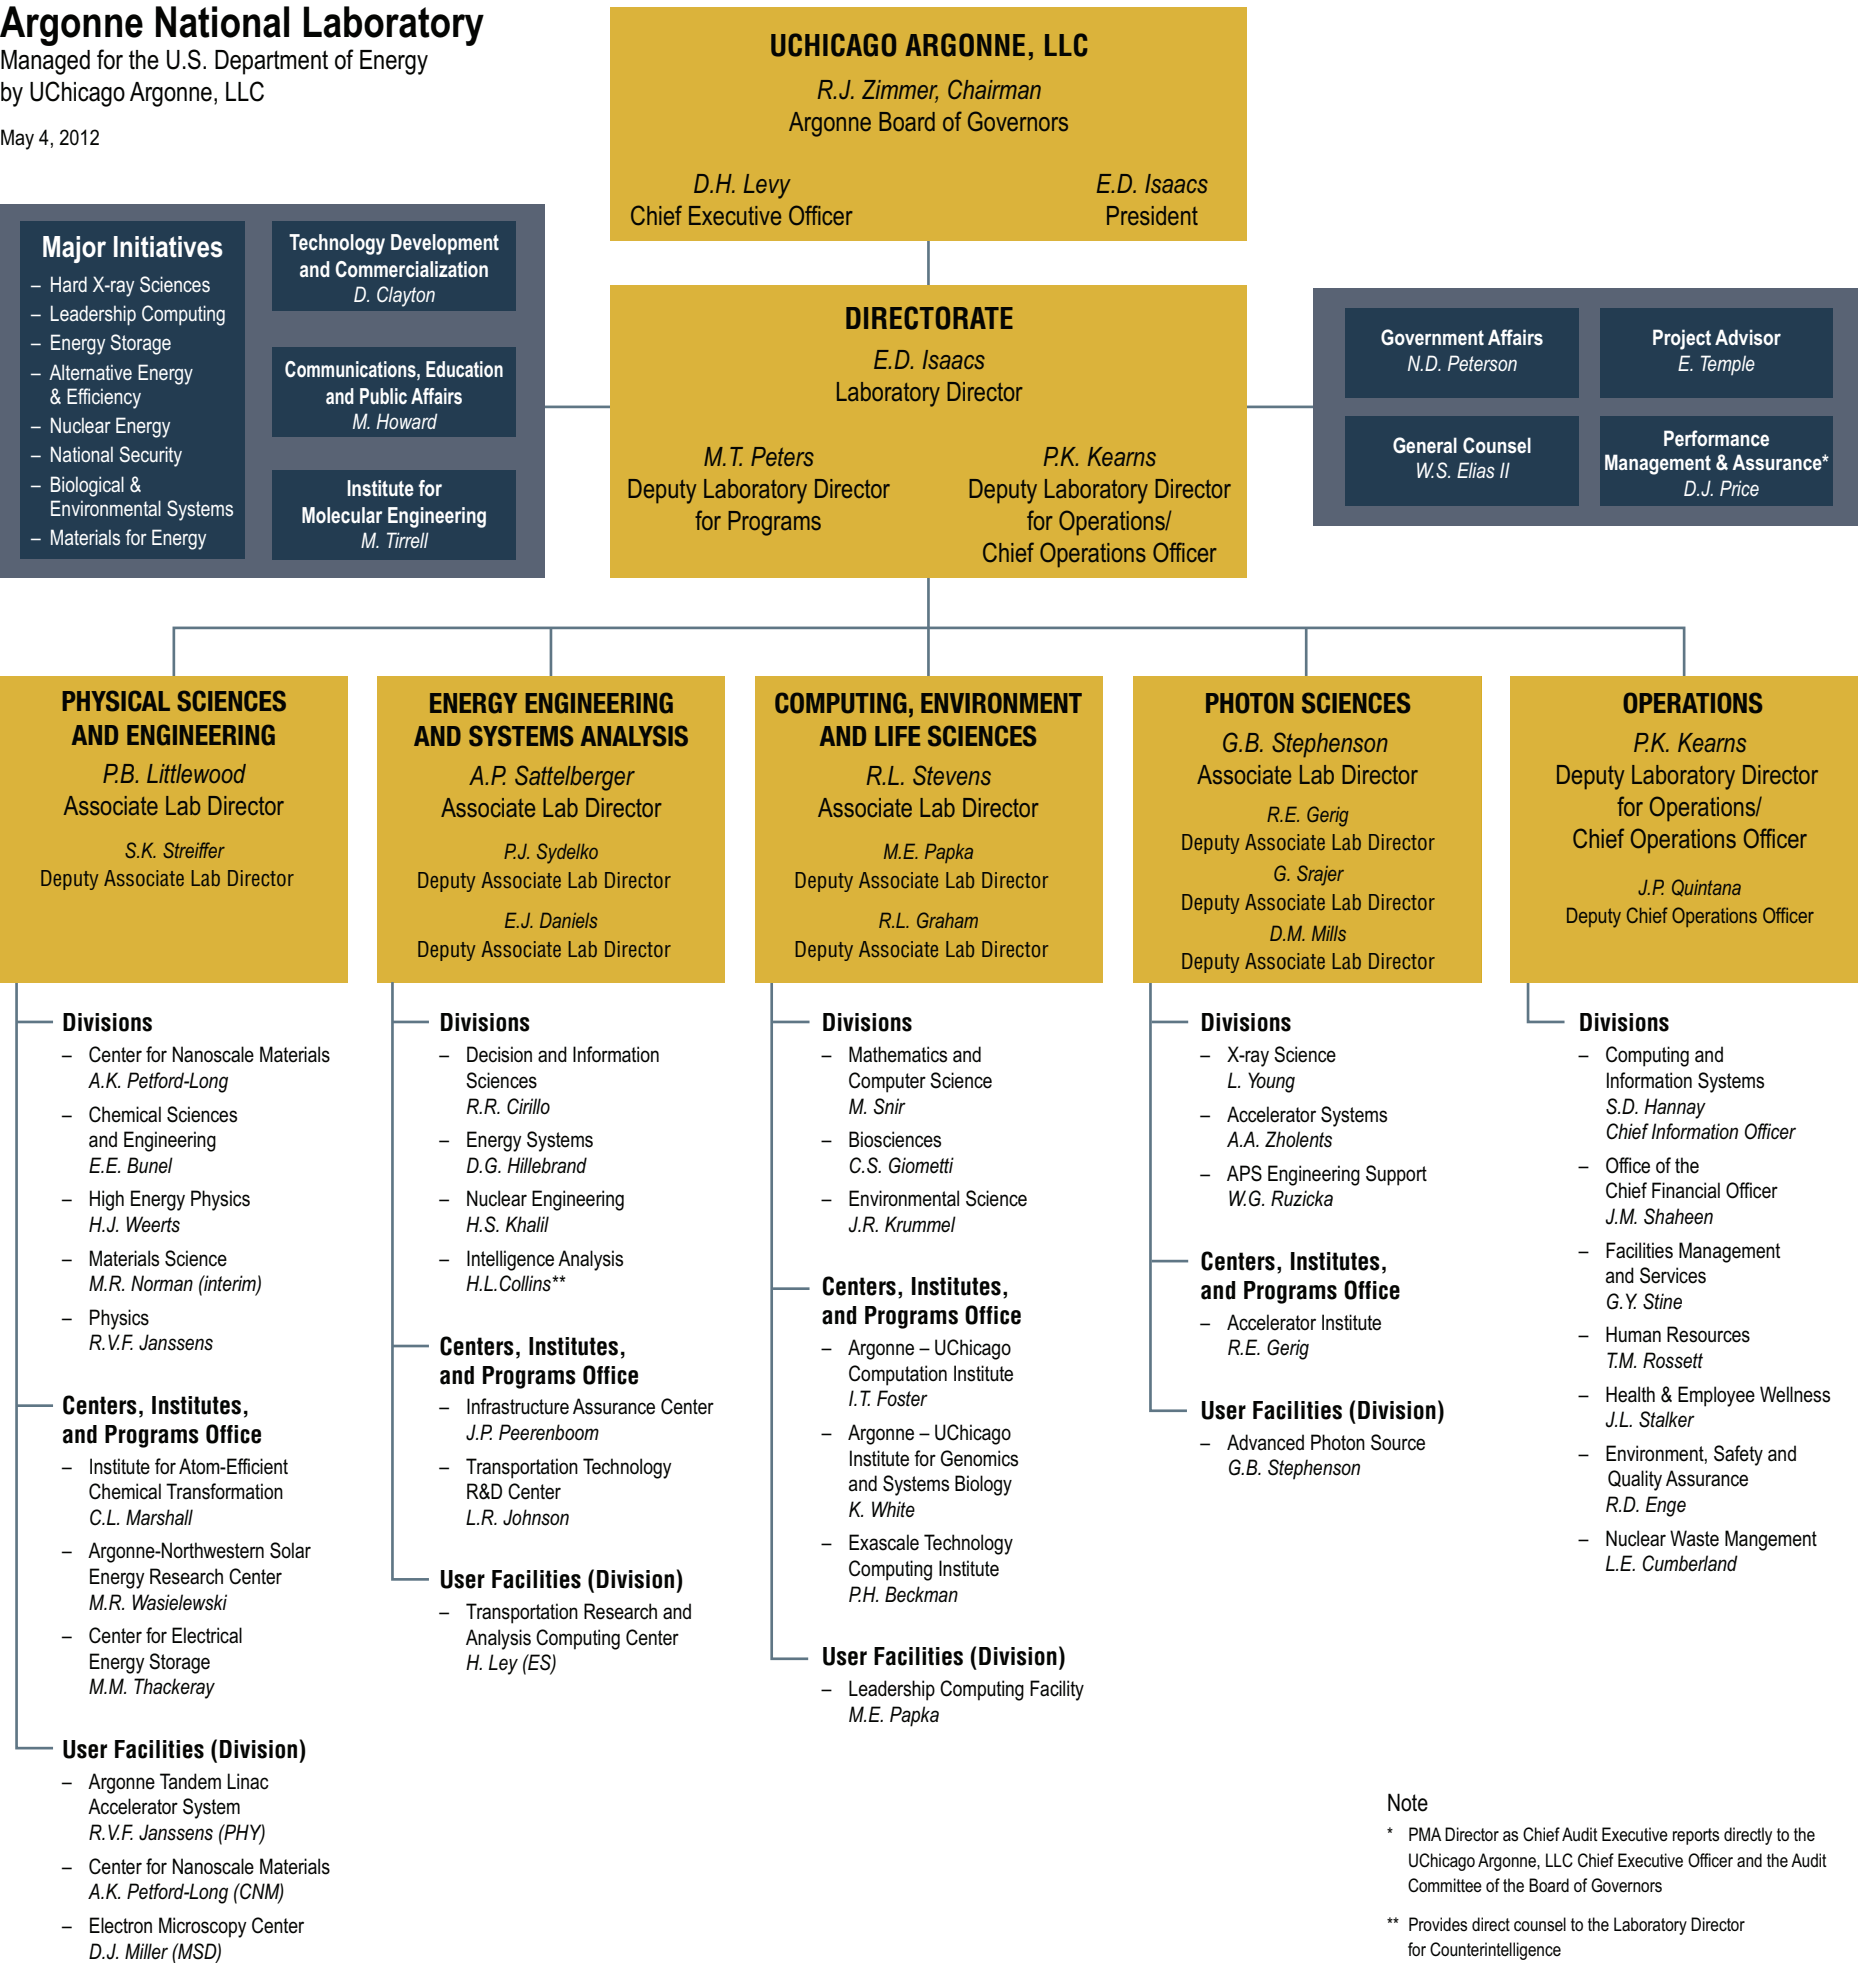 Argonne National Laboratory
Managed for the U.S. Department of Energy
by UChicago Argonne, LLC
May 4, 2012
UCHICAGO ARGONNE, LLC
R.J. Zimmer, Chairman
Argonne Board of Governors
D.H. Levy
Chief Executive Officer
E.D. Isaacs
President
Major Initiatives
– Hard X-ray Sciences
– Leadership Computing
– Energy Storage
– Alternative Energy
& Efficiency
– Nuclear Energy
– National Security
– Biological &
Environmental Systems
– Materials for Energy
Technology Development
and Commercialization
D. Clayton
Communications, Education
and Public Affairs
M. Howard
Institute for
Molecular Engineering
M. Tirrell
DIRECTORATE
E.D. Isaacs
Laboratory Director
M.T. Peters
Deputy Laboratory Director
for Programs
P.K. Kearns
Deputy Laboratory Director
for Operations/
Chief Operations Officer
Government Affairs
N.D. Peterson
Project Advisor
E. Temple
General Counsel
W.S. Elias II
Performance
Management & Assurance*
D.J. Price
PHYSICAL SCIENCES
AND ENGINEERING
P.B. Littlewood
Associate Lab Director
S.K. Streiffer
Deputy Associate Lab Director
Divisions
– Center for Nanoscale Materials
A.K. Petford-Long
– Chemical Sciences
and Engineering
E.E. Bunel
– High Energy Physics
H.J. Weerts
– Materials Science
M.R. Norman (interim)
– Physics
R.V.F. Janssens
Centers, Institutes,
and Programs Office
– Institute for Atom-Efficient
Chemical Transformation
C.L. Marshall
– Argonne-Northwestern Solar
Energy Research Center
M.R. Wasielewski
– Center for Electrical
Energy Storage
M.M. Thackeray
User Facilities (Division)
– Argonne Tandem Linac
Accelerator System
R.V.F. Janssens (PHY)
– Center for Nanoscale Materials
A.K. Petford-Long (CNM)
– Electron Microscopy Center
D.J. Miller (MSD)
ENERGY ENGINEERING
AND SYSTEMS ANALYSIS
A.P. Sattelberger
Associate Lab Director
P.J. Sydelko
Deputy Associate Lab Director
E.J. Daniels
Deputy Associate Lab Director
Divisions
– Decision and Information
Sciences
R.R. Cirillo
– Energy Systems
D.G. Hillebrand
– Nuclear Engineering
H.S. Khalil
– Intelligence Analysis
H.L.Collins**
Centers, Institutes,
and Programs Office
– Infrastructure Assurance Center
J.P. Peerenboom
– Transportation Technology
R&D Center
L.R. Johnson
User Facilities (Division)
– Transportation Research and
Analysis Computing Center
H. Ley (ES)
COMPUTING, ENVIRONMENT
AND LIFE SCIENCES
R.L. Stevens
Associate Lab Director
M.E. Papka
Deputy Associate Lab Director
R.L. Graham
Deputy Associate Lab Director
Divisions
– Mathematics and
Computer Science
M. Snir
– Biosciences
C.S. Giometti
– Environmental Science
J.R. Krummel
Centers, Institutes,
and Programs Office
– Argonne – UChicago
Computation Institute
I.T. Foster
– Argonne – UChicago
Institute for Genomics
and Systems Biology
K. White
– Exascale Technology
Computing Institute
P.H. Beckman
User Facilities (Division)
– Leadership Computing Facility
M.E. Papka
PHOTON SCIENCES
G.B. Stephenson
Associate Lab Director
R.E. Gerig
Deputy Associate Lab Director
G. Srajer
Deputy Associate Lab Director
D.M. Mills
Deputy Associate Lab Director
Divisions
– X-ray Science
L. Young
– Accelerator Systems
A.A. Zholents
– APS Engineering Support
W.G. Ruzicka
Centers, Institutes,
and Programs Office
– Accelerator Institute
R.E. Gerig
User Facilities (Division)
– Advanced Photon Source
G.B. Stephenson
OPERATIONS
P.K. Kearns
Deputy Laboratory Director
for Operations/
Chief Operations Officer
J.P. Quintana
Deputy Chief Operations Officer
Divisions
– Computing and
Information Systems
S.D. Hannay
Chief Information Officer
– Office of the
Chief Financial Officer
J.M. Shaheen
– Facilities Management
and Services
G.Y. Stine
– Human Resources
T.M. Rossett
– Health & Employee Wellness
J.L. Stalker
– Environment, Safety and
Quality Assurance
R.D. Enge
– Nuclear Waste Mangement
L.E. Cumberland
Note
* PMA Director as Chief Audit Executive reports directly to the
UChicago Argonne, LLC Chief Executive Officer and the Audit
Committee of the Board of Governors
** Provides direct counsel to the Laboratory Director
for Counterintelligence